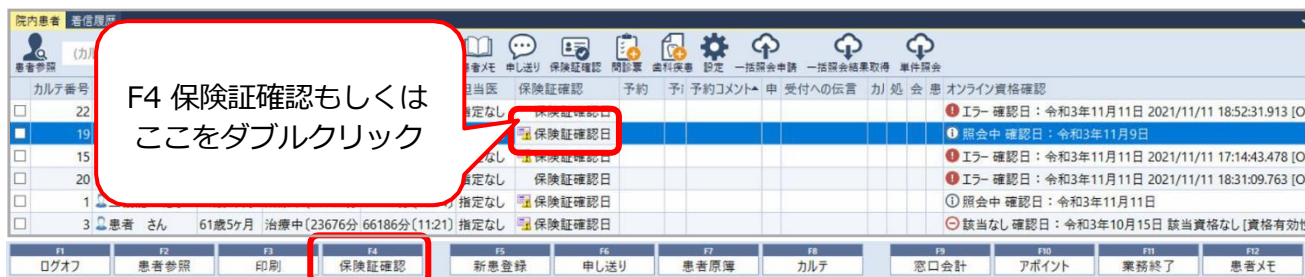 院内患者 着信履歴
患者参照 者メモ 申し送り 保険証確認 問診票 歯科疾患 設定 一括照会申請 一括照会結果取得 単件照会
F4 保険証確認もしくは
ここをダブルクリック
カルテ番号 担当医 保険証確認 予約 予 予約コメント 申 受付への伝言 カ 処 会 患 オンライン資格確認
22 指定なし 保険証確認日 エラー 確認日:令和3年11月11日 2021/11/11 18:52:31.913 [O
19 保険証確認日 照会中 確認日:令和3年11月9日
15 なし 保険証確認日 エラー 確認日:令和3年11月11日 2021/11/11 17:14:43.478 [O
20 指定なし 保険証確認日 エラー 確認日:令和3年11月11日 2021/11/11 18:31:09.763 [O
1 指定なし 保険証確認日 照会中 確認日:令和3年11月11日
3 患者 さん 61歳5ヶ月 治療中[23676分 66186分(11:21) 指定なし 保険証確認日 該当なし 確認日:令和3年10月15日 該当資格なし [資格有効性
F1 F2 F3 F4 F5 F6 F7 F8 F9 F10 F11 F12
ログオフ 患者参照 印刷 保険証確認 新患登録 申し送り 患者原簿 カルテ 窓口会計 アポイント 業務終了 患者メモ